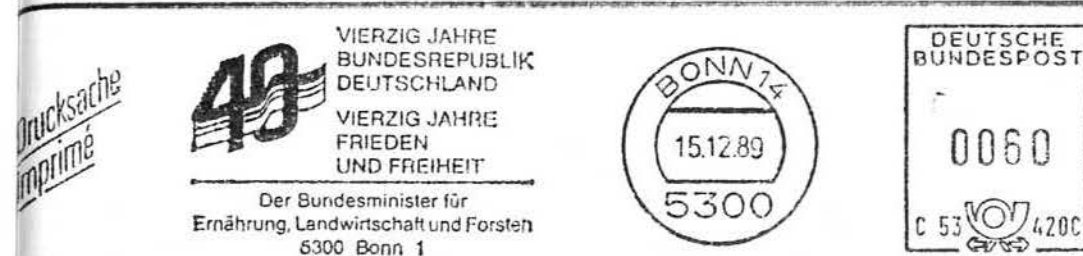 Drucksache
imprimé
40
VIERZIG JAHRE
BUNDESREPUBLIK
DEUTSCHLAND
VIERZIG JAHRE
FRIEDEN
UND FREIHEIT
Der Bundesminister für
Ernährung, Landwirtschaft und Forsten
5300 Bonn 1
BONN 14
15.12.89
5300
DEUTSCHE
BUNDESPOST
0060
C 53 420C